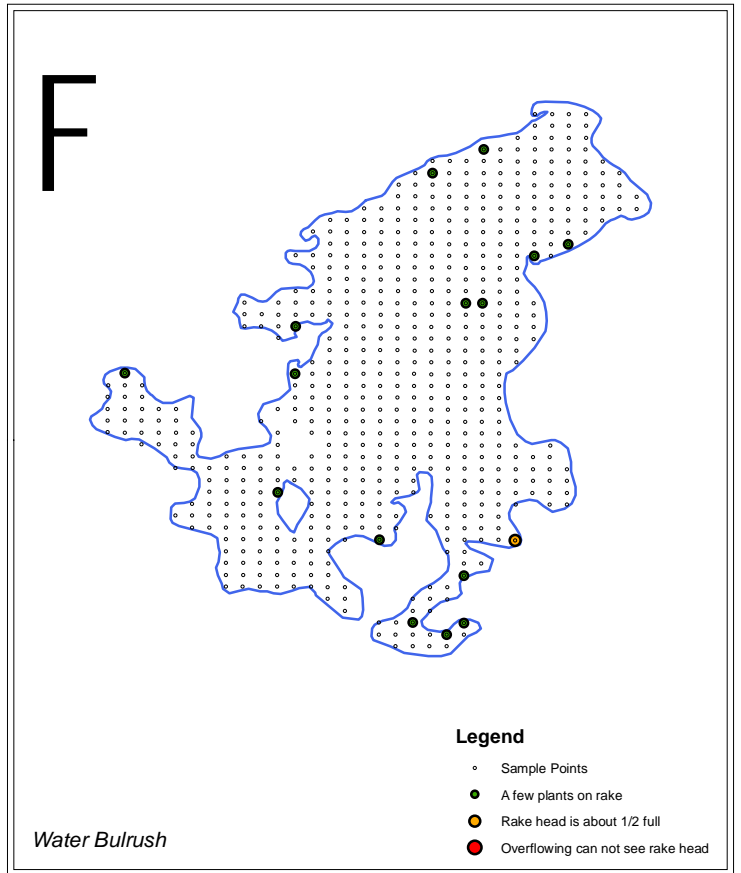 F
Legend
Sample Points
A few plants on rake
Rake head is about 1/2 full
Overflowing can not see rake head
Water Bulrush